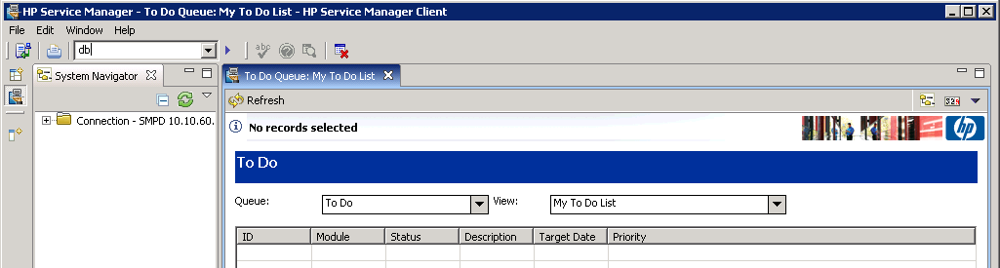 HP Service Manager - To Do Queue: My To Do List - HP Service Manager Client
File Edit Window Help
db abc
System Navigator To Do Queue: My To Do List
Refresh
Connection - SMPD 10.10.60.
No records selected hp
To Do
Queue: To Do View: My To Do List
ID Module Status Description Target Date Priority